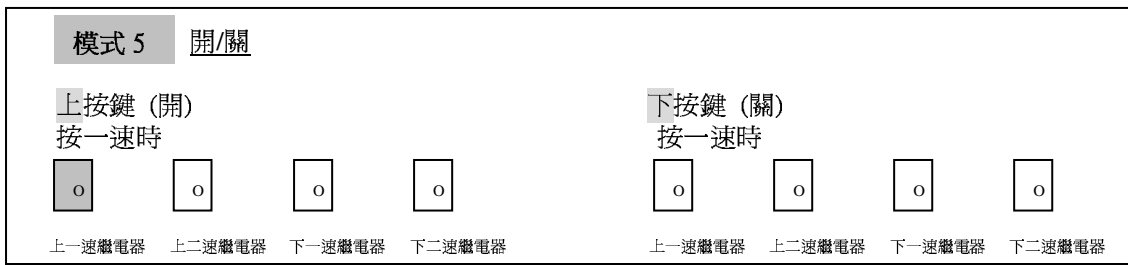 模式 5 開/關
上按鍵 (開) 下按鍵 (關)
按一速時 按一速時
o o o o o o o o
上一速繼電器 上二速繼電器 下一速繼電器 下二速繼電器 上一速繼電器 上二速繼電器 下一速繼電器 下二速繼電器